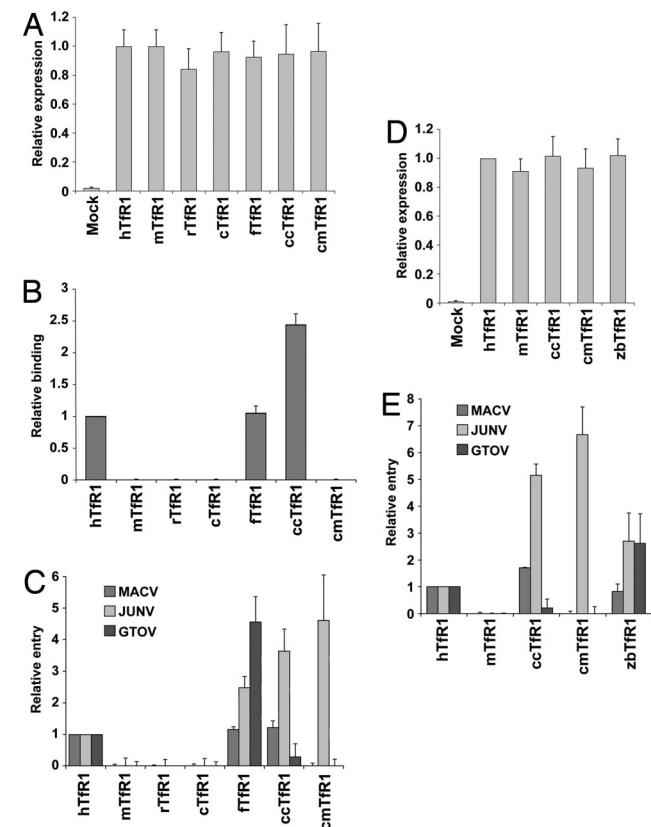 A
1.2
1.0
0.8
0.6
0.4
0.2
0
Relative expression
Mock
hTfR1
mTfR1
rTfR1
cTfR1
fTfR1
ccTfR1
cmTfR1
B
3
2.5
2
1.5
1
0.5
0
Relative binding
hTfR1
mTfR1
rTfR1
cTfR1
fTfR1
ccTfR1
cmTfR1
C
6
5
4
3
2
1
0
Relative entry
MACV
JUNV
GTOV
hTfR1
mTfR1
rTfR1
cTfR1
fTfR1
ccTfR1
cmTfR1
D
1.2
1.0
0.8
0.6
0.4
0.2
0
Relative expression
Mock
hTfR1
mTfR1
ccTfR1
cmTfR1
zbTfR1
E
8
7
6
5
4
3
2
1
0
Relative entry
MACV
JUNV
GTOV
hTfR1
mTfR1
ccTfR1
cmTfR1
zbTfR1